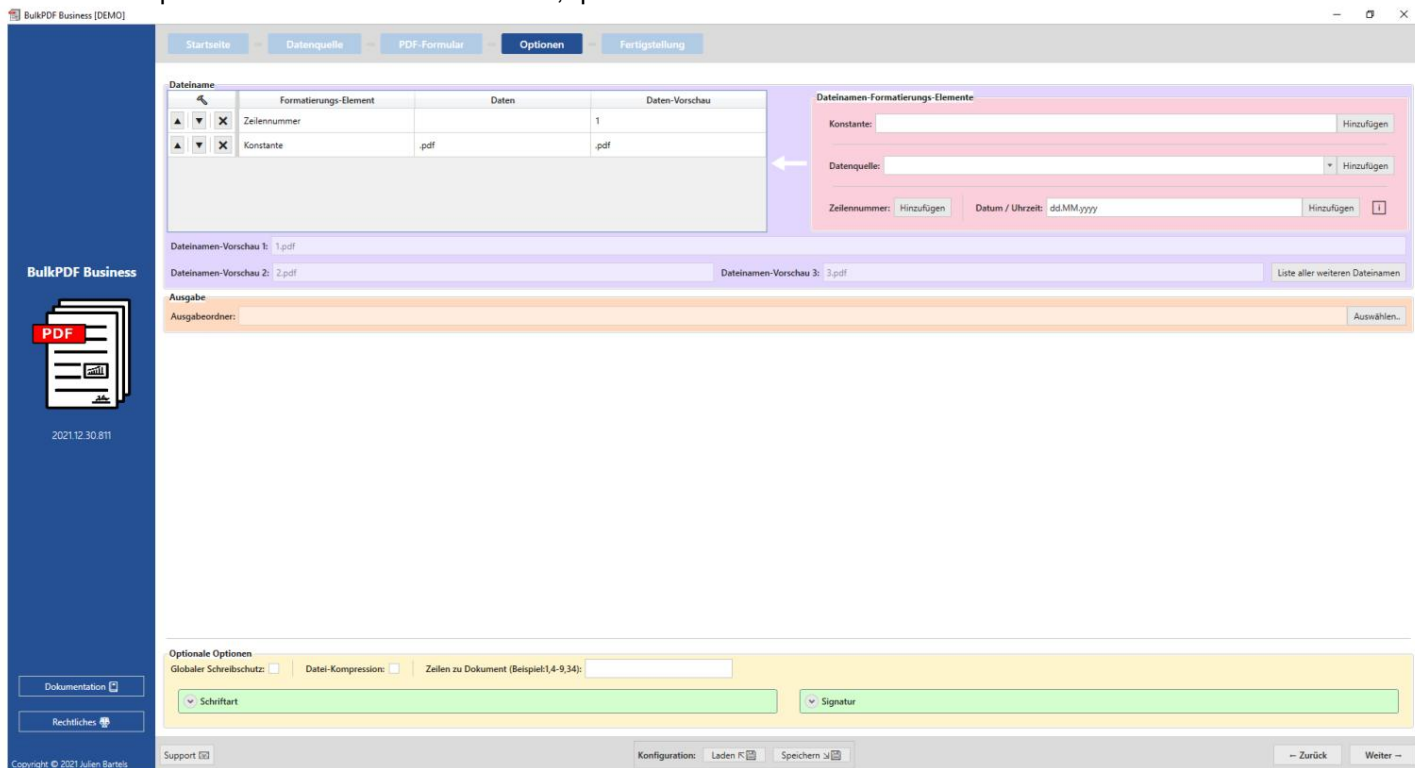 BulkPDF Business [DEMO]
Startseite
Datenquelle
PDF-Formular
Optionen
Fertigstellung
Dateiname
Formatierungs-Element Daten Daten-Vorschau
Zeilennummer 1
Konstante .pdf .pdf
Dateinamen-Formatierungs-Elemente
Konstante: Hinzufügen
Datenquelle: Hinzufügen
Zeilennummer: Hinzufügen Datum / Uhrzeit: dd.MM.yyyy Hinzufügen i
Dateinamen-Vorschau 1: 1.pdf
Dateinamen-Vorschau 2: 2.pdf Dateinamen-Vorschau 3: 3.pdf Liste aller weiteren Dateinamen
Ausgabe
Ausgabeordner: Auswählen..
BulkPDF Business
PDF
2021.12.30.811
Optionale Optionen
Globaler Schreibschutz: Datei-Kompression: Zeilen zu Dokument (Beispiel:1,4-9,34):
Schriftart Signatur
Dokumentation
Rechtliches
Copyright © 2021 Julien Bartels
Support Konfiguration: Laden Speichern ← Zurück Weiter →